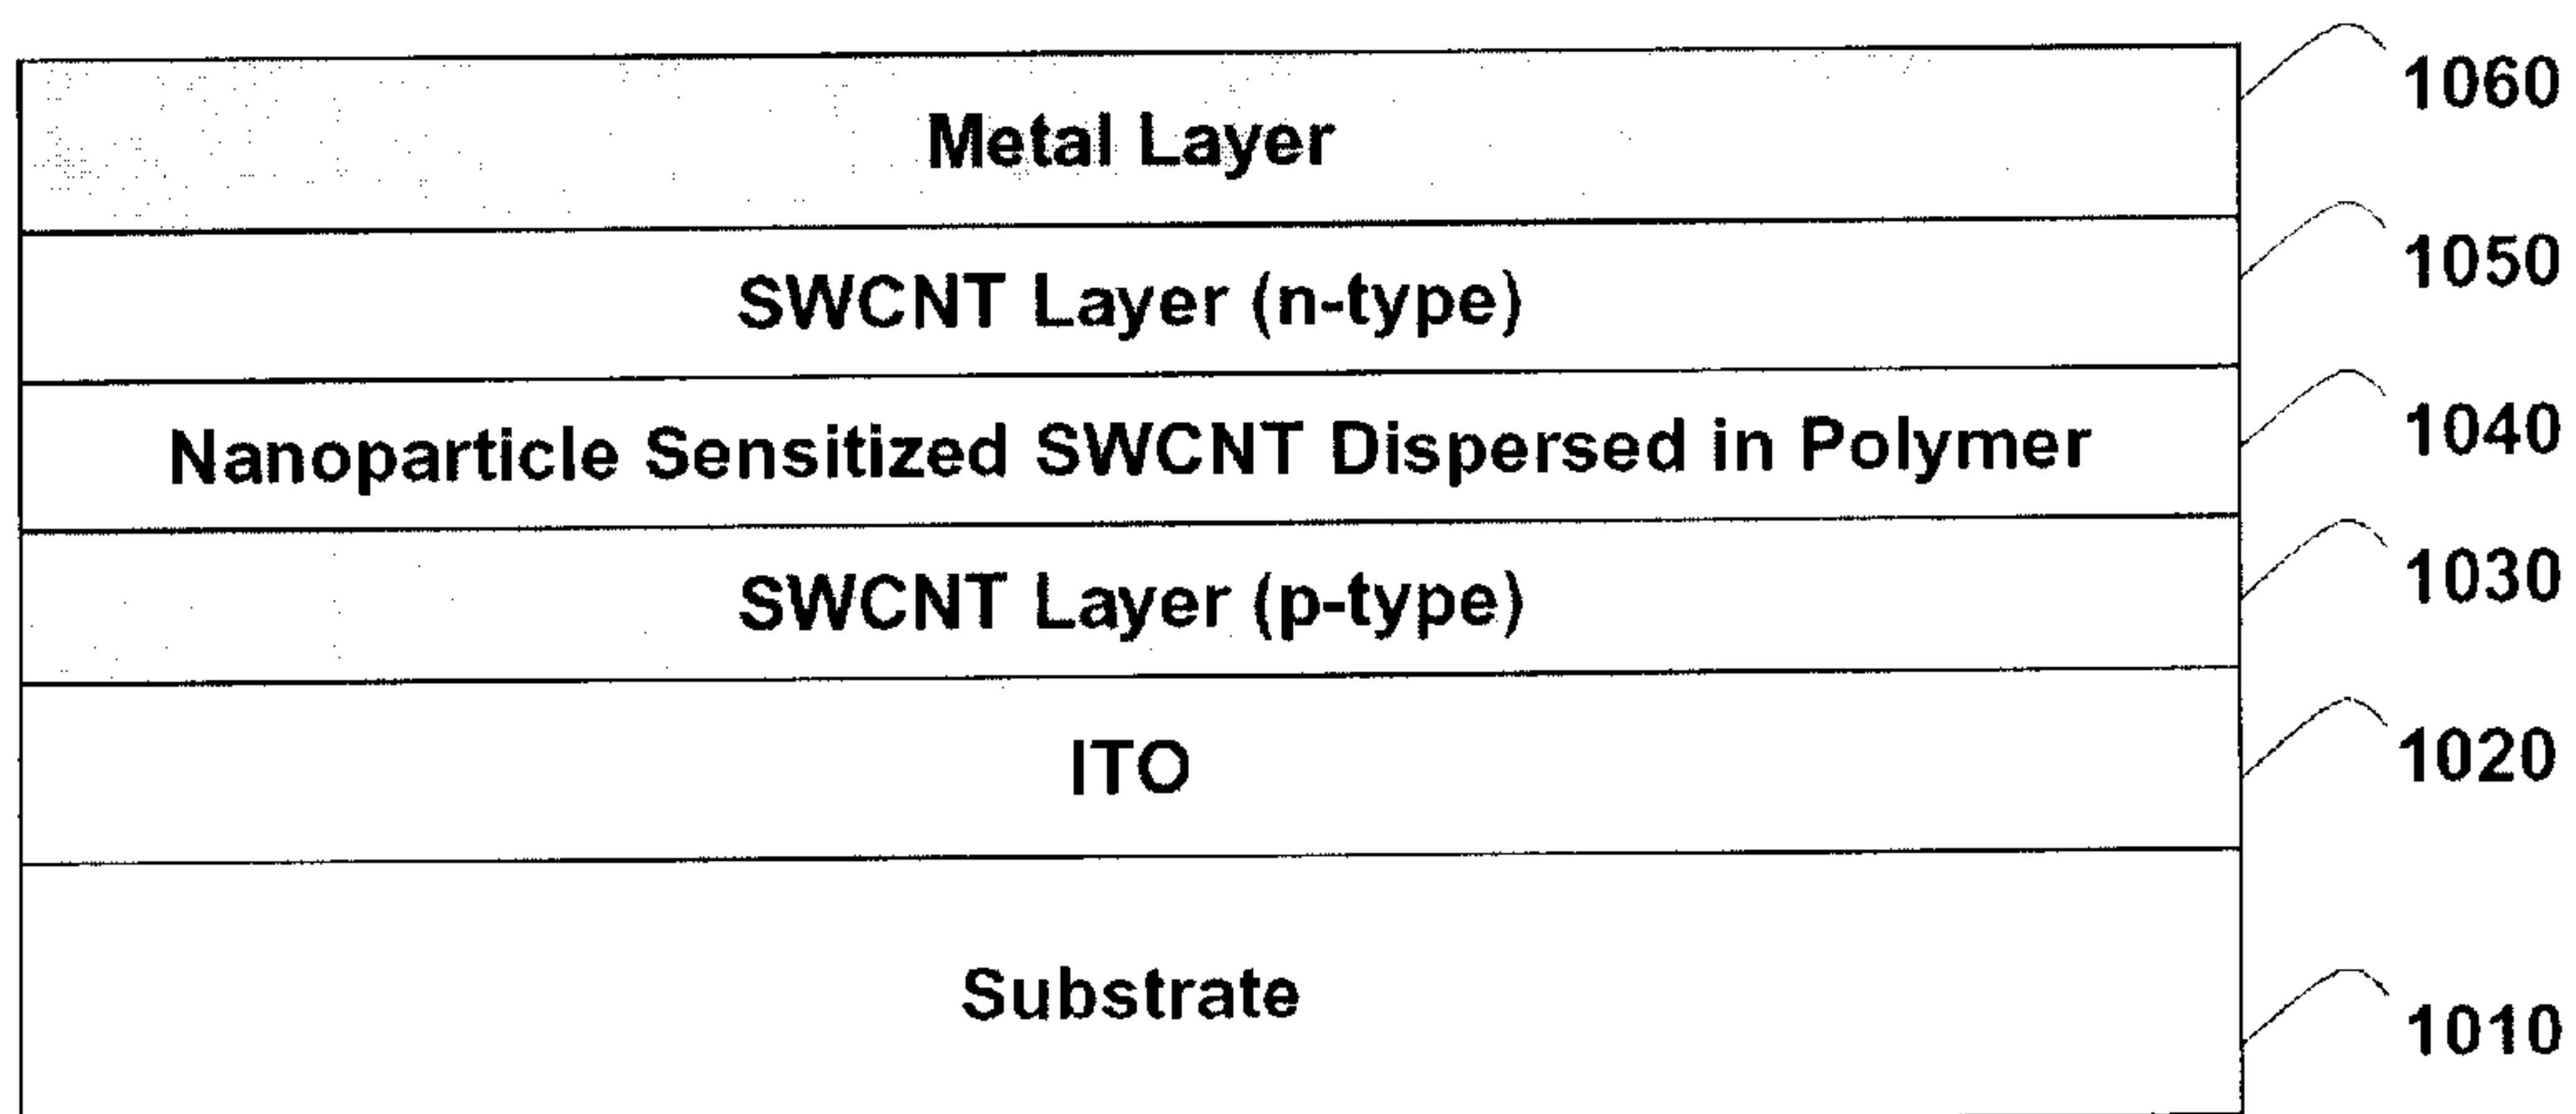 Metal Layer 1060
SWCNT Layer (n-type) 1050
Nanoparticle Sensitized SWCNT Dispersed in Polymer 1040
SWCNT Layer (p-type) 1030
ITO 1020
Substrate 1010